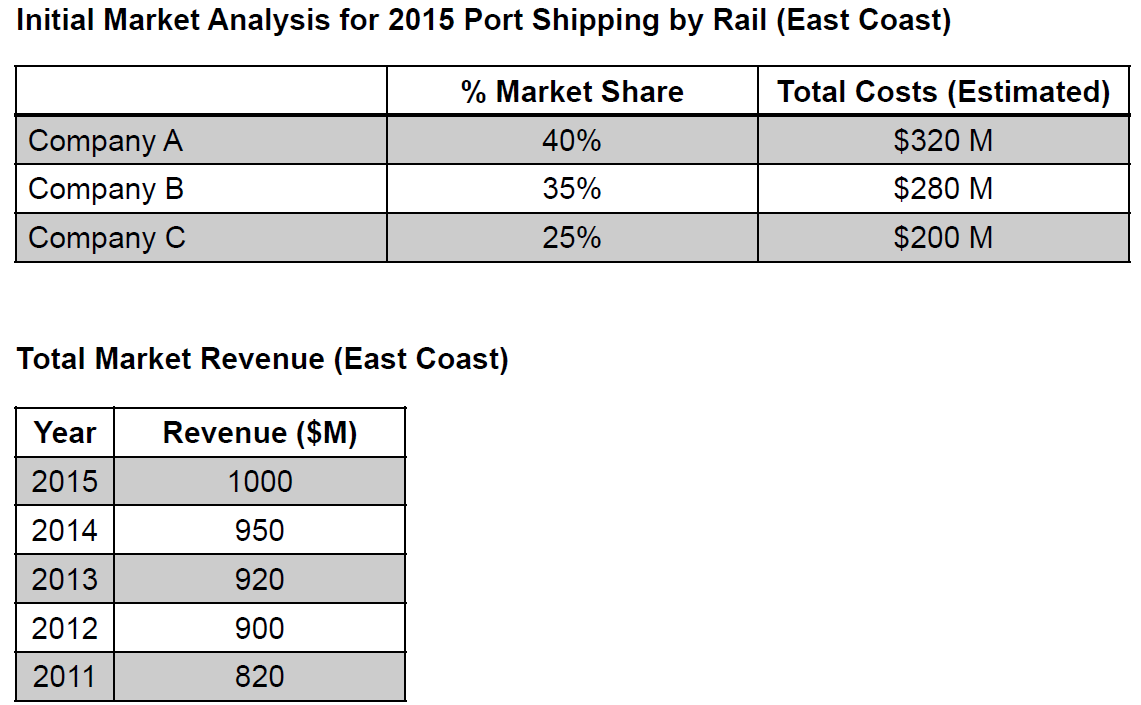 Initial Market Analysis for 2015 Port Shipping by Rail (East Coast)
% Market Share Total Costs (Estimated)
Company A 40% $320 M
Company B 35% $280 M
Company C 25% $200 M
Total Market Revenue (East Coast)
Year Revenue ($M)
2015 1000
2014 950
2013 920
2012 900
2011 820